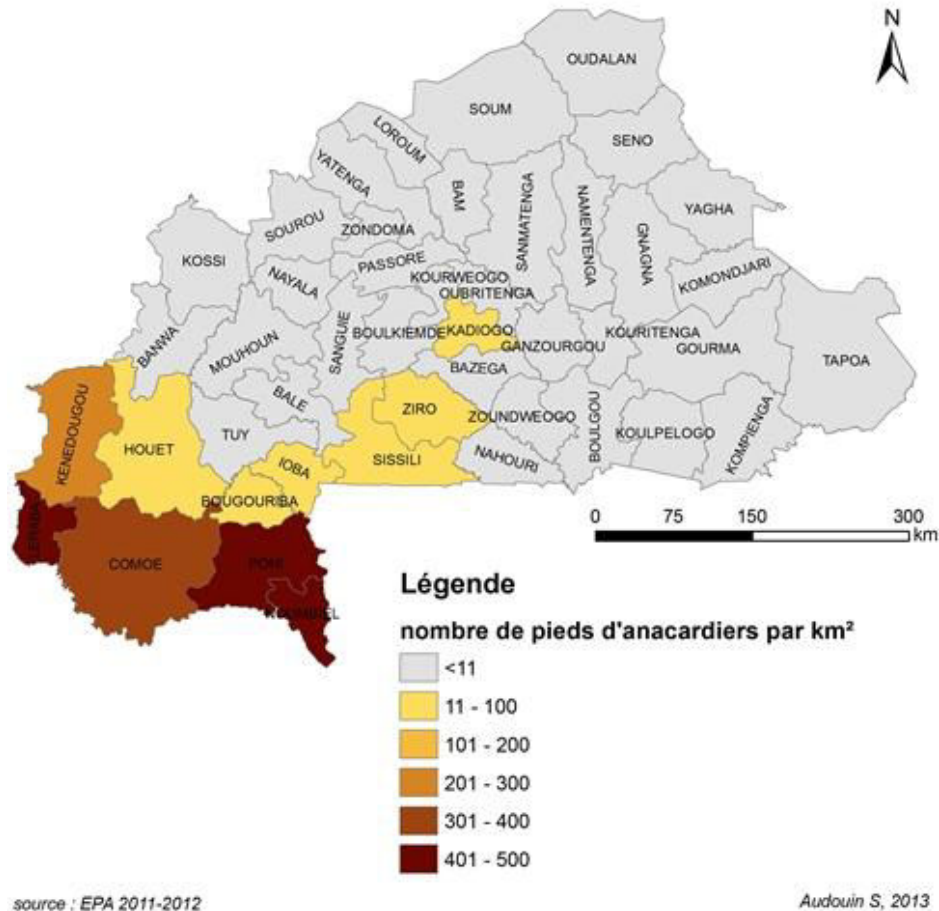 N
OUDALAN
SOUM
LOROUM
SENO
YATENGA
BAM
SANMATENGA
NAMENTENGA
YAGHA
SOUROU
ZONDOMA
GNAGNA
KOSSI
PASSORE
NAYALA
KOURWEOGO
KOMONDJARI
OUBRITENGA
BANWA
MOUHOUN
SANGUIE
BOULKIEMDE
KADIOGO
GANZOURGOU
KOURITENGA
GOURMA
TAPOA
BAZEGA
BALE
KENEDOUGOU
HOUET
TUY
ZIRO
ZOUNDWEOGO
BOULGOU
KOULPELOGO
KOMPIENGA
IOBA
SISSILI
NAHOURI
BOUGOURIBA
LERABA
COMOE
PONI
0 75 150 300
km
Légende
nombre de pieds d'anacardiers par km²
<11
11 - 100
101 - 200
201 - 300
301 - 400
401 - 500
source : EPA 2011-2012
Audouin S, 2013